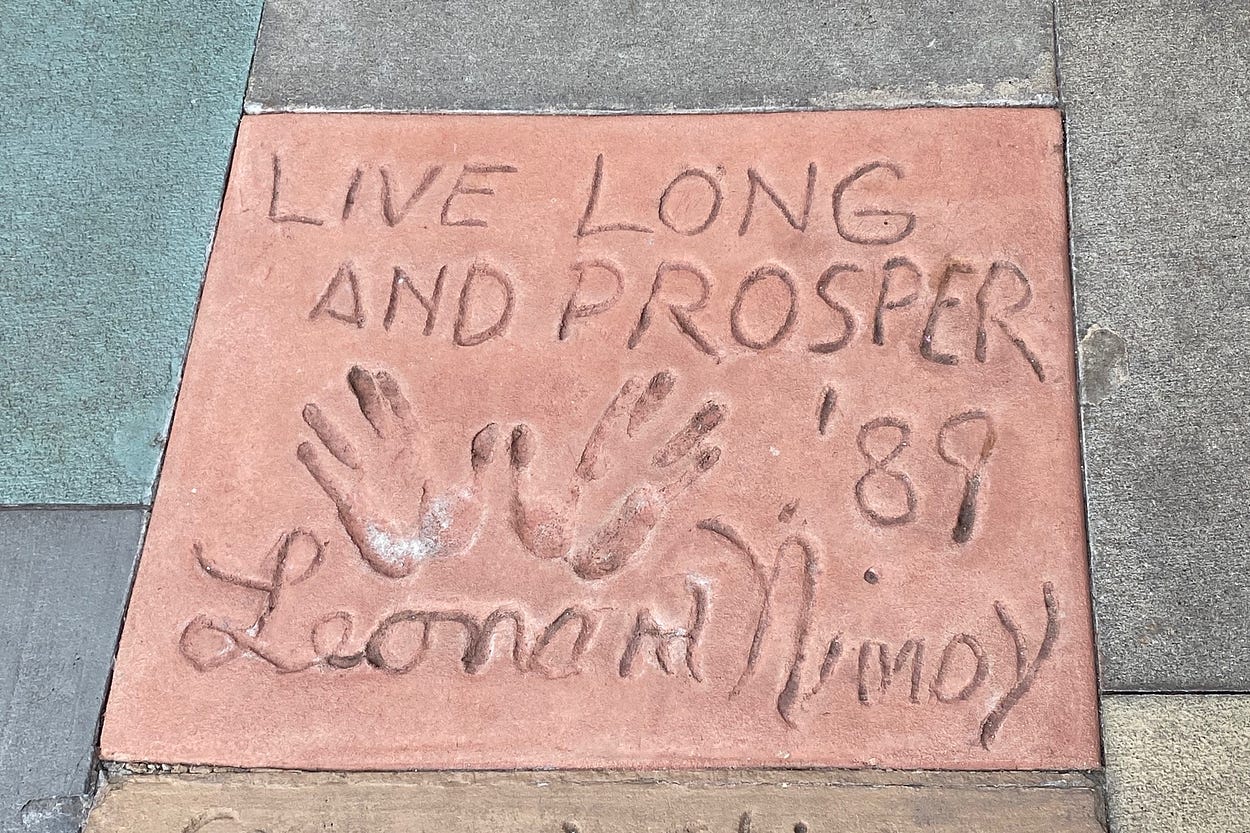 LIVE LONG
AND PROSPER
'89
Leonard Nimoy